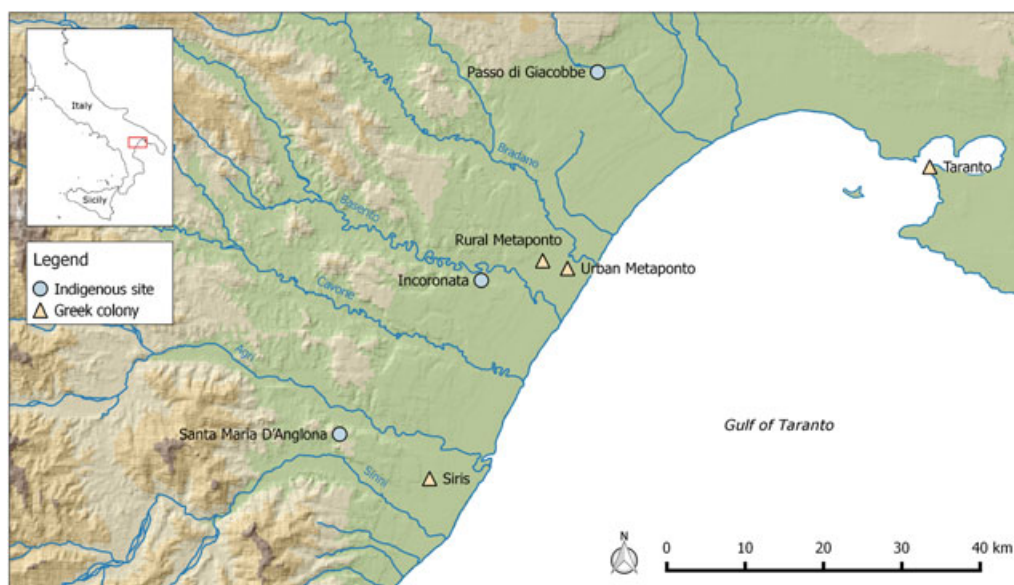 Passo di Giacobbe
Italy
Sicily
Bradano
Taranto
Basento
Rural Metaponto
Urban Metaponto
Legend
Indigenous site
Greek colony
Incoronata
Cavone
Agri
Gulf of Taranto
Santa Maria D'Anglona
Siris
Sinni
N
0 10 20 30 40 km